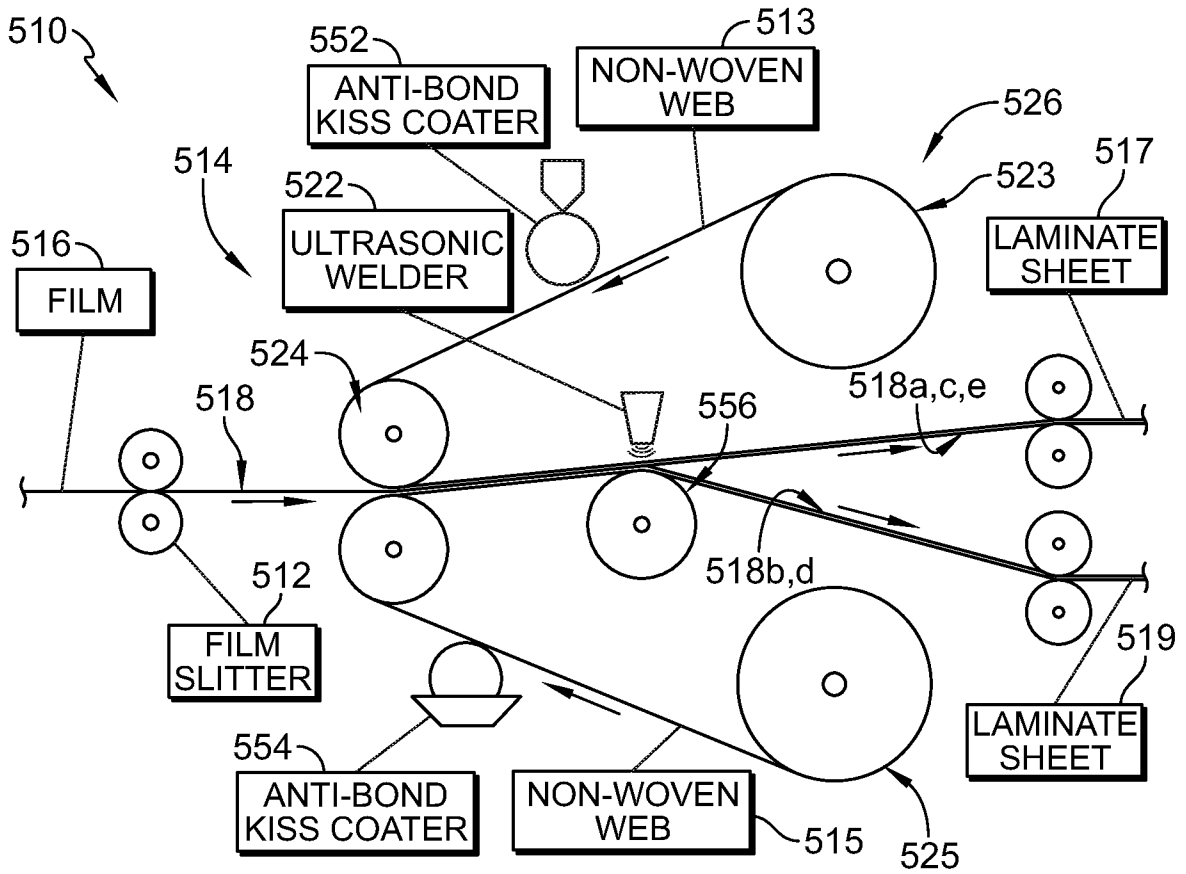 510
552
ANTI-BOND
KISS COATER
513
NON-WOVEN
WEB
526
523
514
522
ULTRASONIC
WELDER
517
LAMINATE
SHEET
516
FILM
524
518
556
518a,c,e
518b,d
512
FILM
SLITTER
519
LAMINATE
SHEET
554
ANTI-BOND
KISS COATER
NON-WOVEN
WEB
515
525